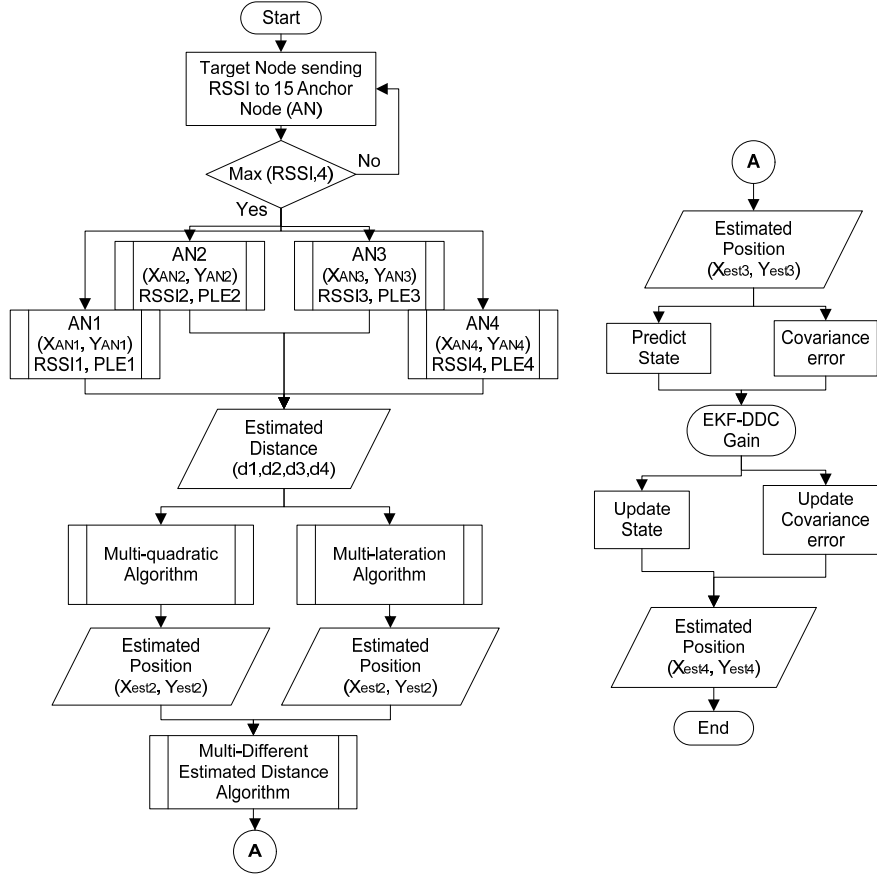 Start
Target Node sending
RSSI to 15 Anchor
Node (AN)
Max (RSSI,4)
No
Yes
AN2
(XAN2, YAN2)
RSSI2, PLE2
AN3
(XAN3, YAN3)
RSSI3, PLE3
AN1
(XAN1, YAN1)
RSSI1, PLE1
AN4
(XAN4, YAN4)
RSSI4, PLE4
Estimated
Distance
(d1,d2,d3,d4)
Multi-quadratic
Algorithm
Multi-lateration
Algorithm
Estimated
Position
(Xest2, Yest2)
Estimated
Position
(Xest2, Yest2)
Multi-Different
Estimated Distance
Algorithm
A
A
Estimated
Position
(Xest3, Yest3)
Predict
State
Covariance
error
EKF-DDC
Gain
Update
State
Update
Covariance
error
Estimated
Position
(Xest4, Yest4)
End